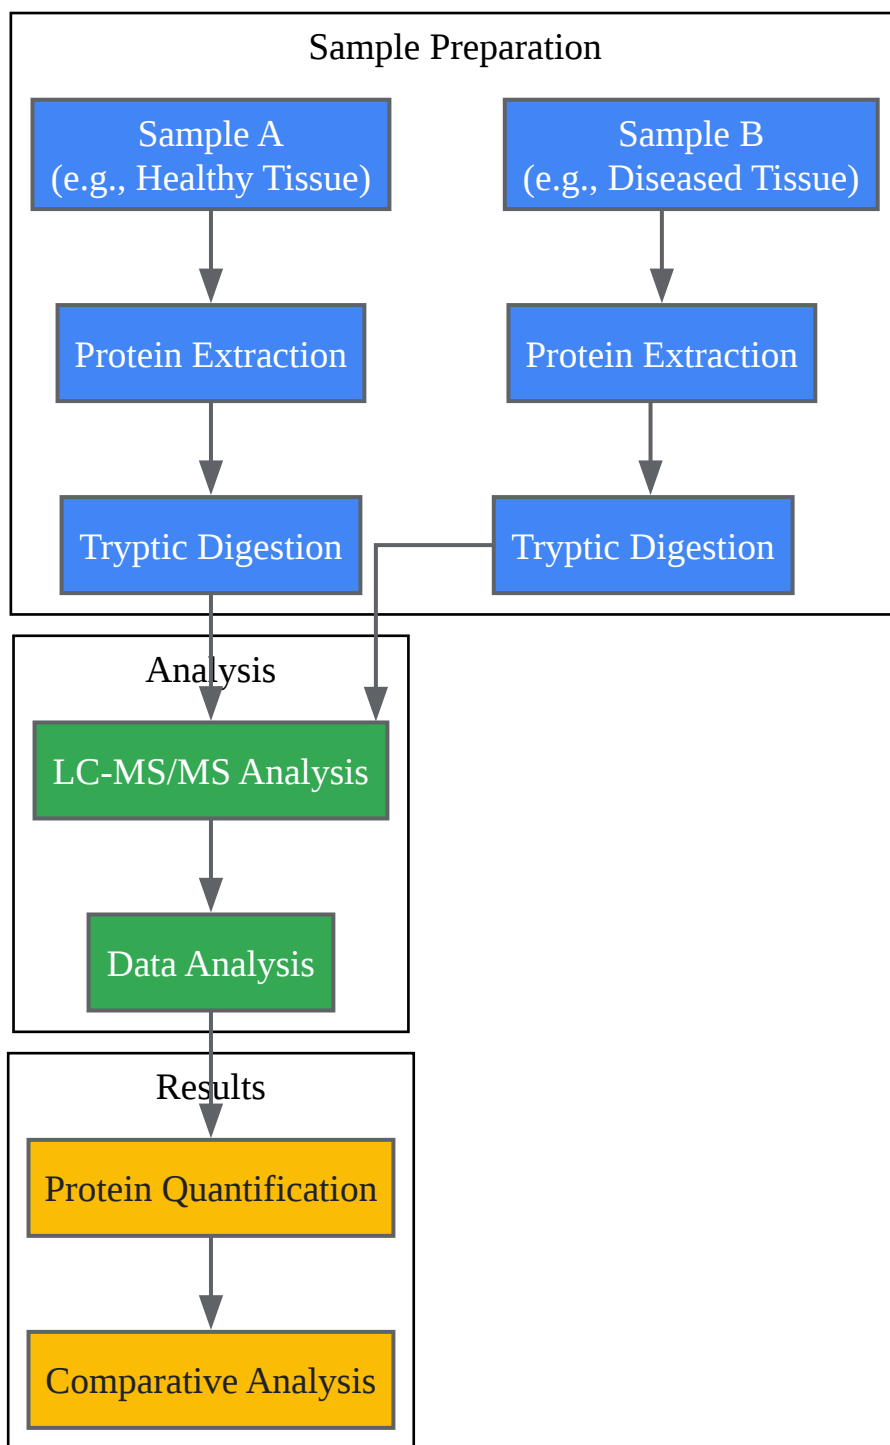 Sample Preparation
Sample A
(e.g., Healthy Tissue)
Sample B
(e.g., Diseased Tissue)
Protein Extraction
Protein Extraction
Tryptic Digestion
Tryptic Digestion
Analysis
LC-MS/MS Analysis
Data Analysis
Results
Protein Quantification
Comparative Analysis